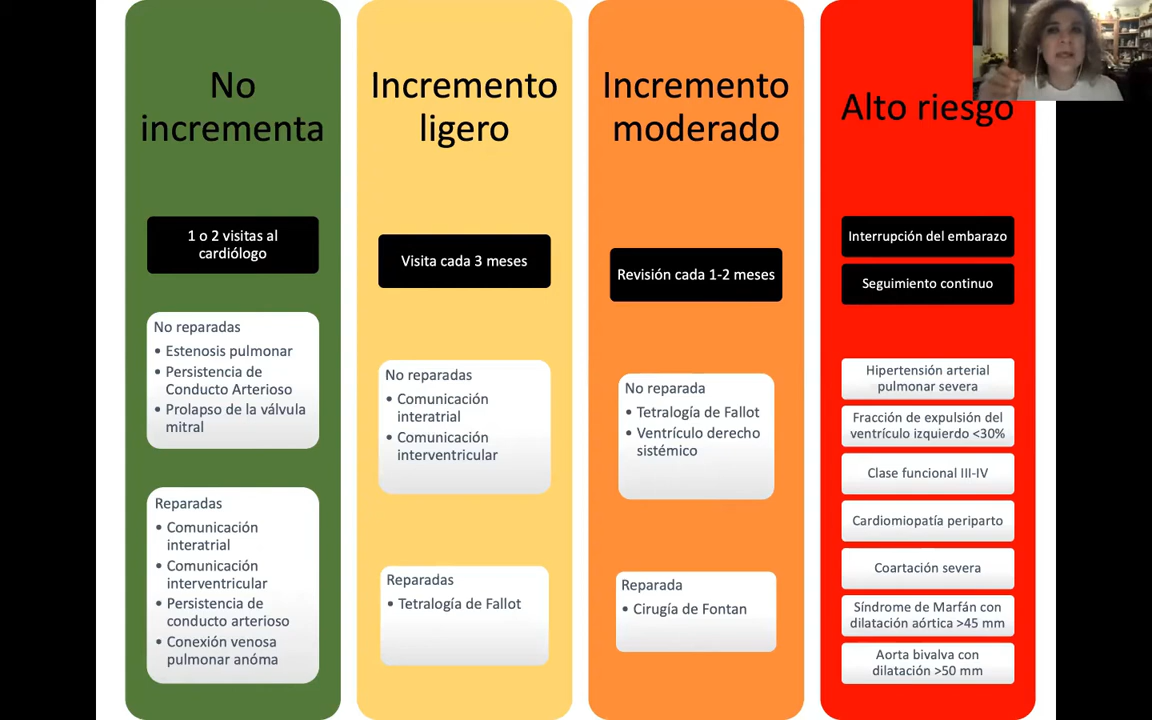 No
incrementa
1 o 2 visitas al
cardiólogo
No reparadas
• Estenosis pulmonar
• Persistencia de
Conducto Arterioso
• Prolapso de la válvula
mitral
Reparadas
• Comunicación
interatrial
• Comunicación
interventricular
• Persistencia de
conducto arterioso
• Conexión venosa
pulmonar anóma
Incremento
ligero
Visita cada 3 meses
No reparadas
• Comunicación
interatrial
• Comunicación
interventricular
Reparadas
• Tetralogía de Fallot
Incremento
moderado
Revisión cada 1-2 meses
No reparada
• Tetralogía de Fallot
• Ventrículo derecho
sistémico
Reparada
• Cirugía de Fontan
Alto riesgo
Interrupción del embarazo
Seguimiento continuo
Hipertensión arterial
pulmonar severa
Fracción de expulsión del
ventrículo izquierdo <30%
Clase funcional III-IV
Cardiomiopatía periparto
Coartación severa
Síndrome de Marfán con
dilatación aórtica >45 mm
Aorta bivalva con
dilatación >50 mm